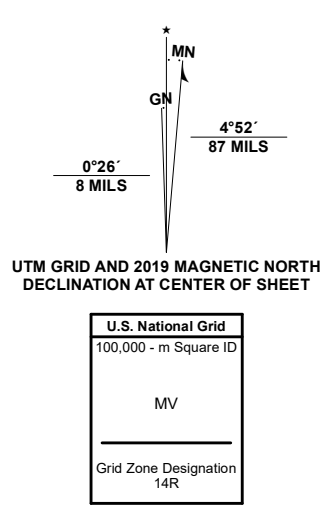 ★
MN
GN
4°52´
87 MILS
0°26´
8 MILS
UTM GRID AND 2019 MAGNETIC NORTH
DECLINATION AT CENTER OF SHEET
U.S. National Grid
100,000 - m Square ID
MV
Grid Zone Designation
14R